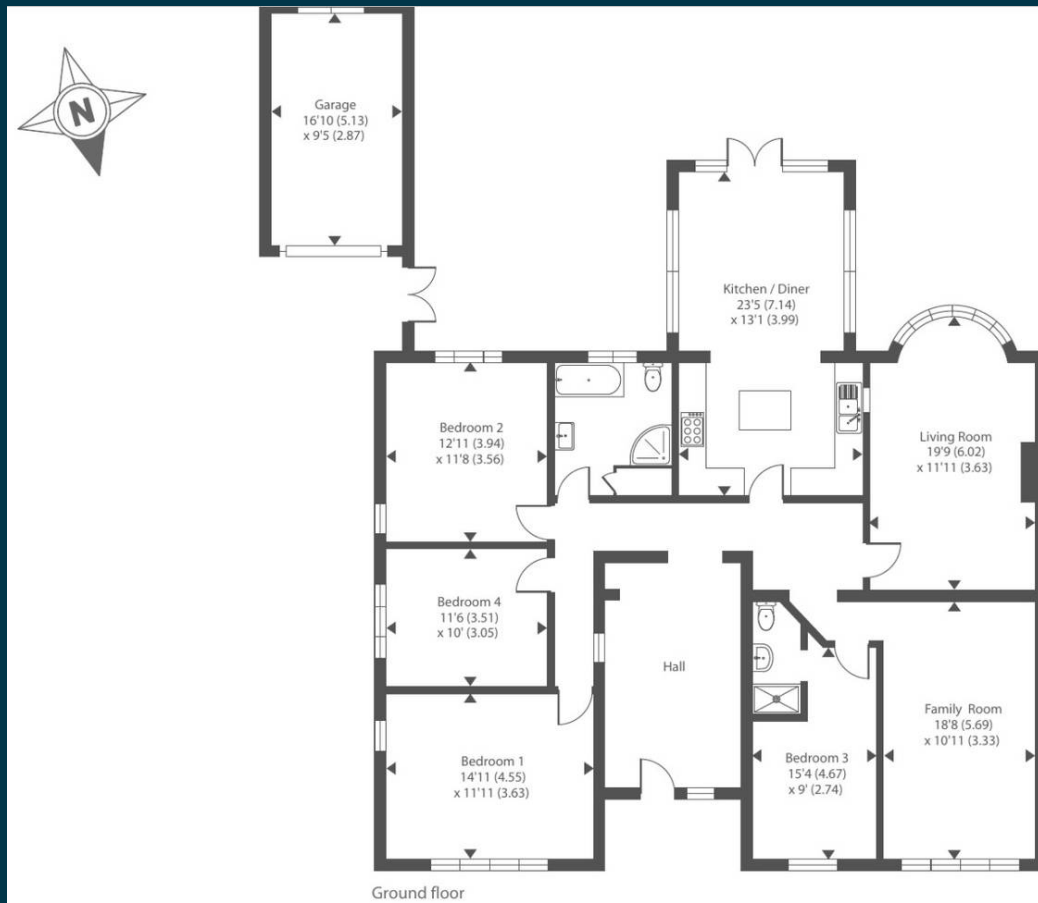 N
Garage
16'10 (5.13)
x 9'5 (2.87)
Kitchen / Diner
23'5 (7.14)
x 13'1 (3.99)
Bedroom 2
12'11 (3.94)
x 11'8 (3.56)
Living Room
19'9 (6.02)
x 11'11 (3.63)
Bedroom 4
11'6 (3.51)
x 10' (3.05)
Hall
Family Room
18'8 (5.69)
x 10'11 (3.33)
Bedroom 1
14'11 (4.55)
x 11'11 (3.63)
Bedroom 3
15'4 (4.67)
x 9' (2.74)
Ground floor